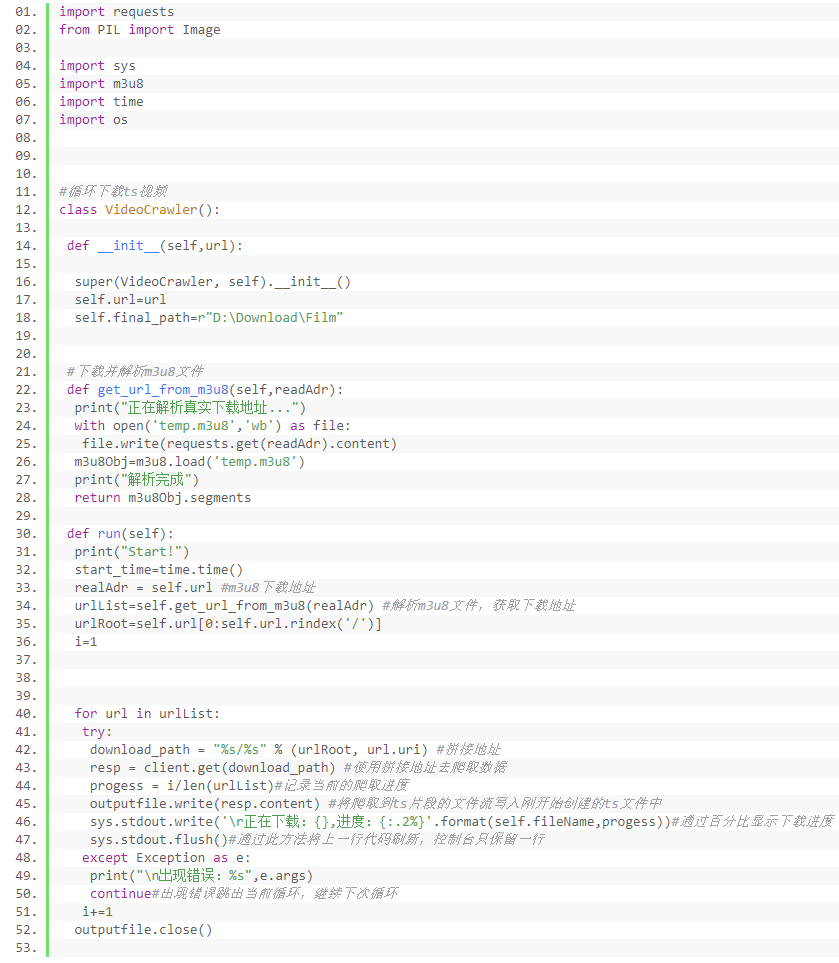 01. import requests
02. from PIL import Image
03.
04. import sys
05. import m3u8
06. import time
07. import os
08.
09.
10.
11. #循环下载ts视频
12. class VideoCrawler():
13.
14. def __init__(self,url):
15.
16. super(VideoCrawler, self).__init__()
17. self.url=url
18. self.final_path=r"D:\Download\Film"
19.
20.
21. #下载并解析m3u8文件
22. def get_url_from_m3u8(self,readAdr):
23. print("正在解析真实下载地址...")
24. with open('temp.m3u8','wb') as file:
25. file.write(requests.get(readAdr).content)
26. m3u8Obj=m3u8.load('temp.m3u8')
27. print("解析完成")
28. return m3u8Obj.segments
29.
30. def run(self):
31. print("Start!")
32. start_time=time.time()
33. realAdr = self.url #m3u8下载地址
34. urlList=self.get_url_from_m3u8(realAdr) #解析m3u8文件，获取下载地址
35. urlRoot=self.url[0:self.url.rindex('/')]
36. i=1
37.
38.
39.
40. for url in urlList:
41. try:
42. download_path = "%s/%s" % (urlRoot, url.uri) #拼接地址
43. resp = client.get(download_path) #使用拼接地址去爬取数据
44. progess = i/len(urlList)#记录当前的爬取进度
45. outputfile.write(resp.content) #将爬取到ts片段的文件流写入刚开始创建的ts文件中
46. sys.stdout.write('\r正在下载：{},进度：{:.2%}'.format(self.fileName,progess))#通过百分比显示下载进度
47. sys.stdout.flush()#通过此方法将上一行代码刷新，控制台只保留一行
48. except Exception as e:
49. print("\n出现错误：%s",e.args)
50. continue#出现错误跳出当前循环，继续下次循环
51. i+=1
52. outputfile.close()
53.